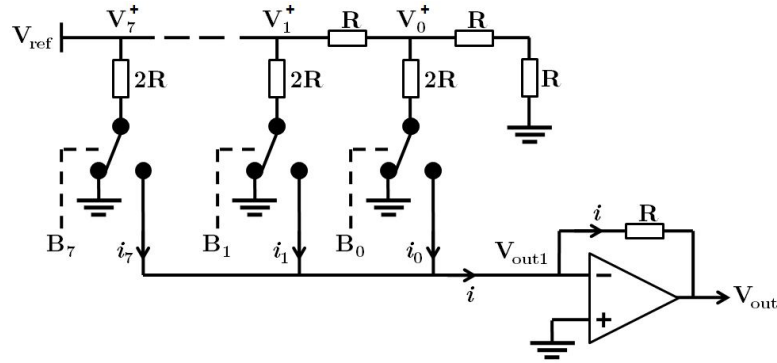 V7+ V1+ R V0+ R
Vref
2R 2R 2R R
B7 i7 B1 i1 B0 i0 Vout1 i R
i
−
+
Vout